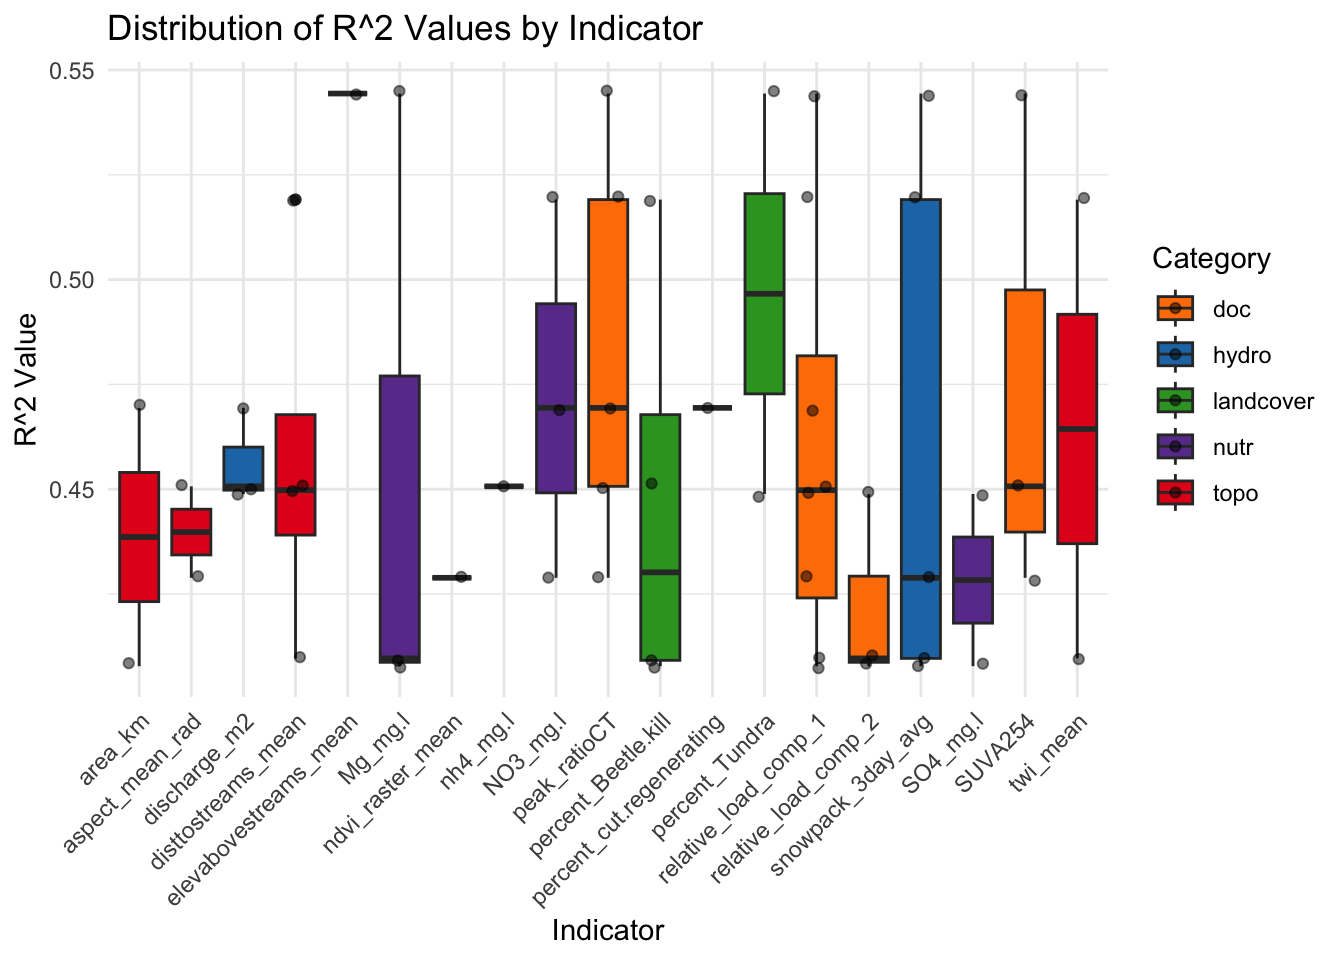 Distribution of R^2 Values by Indicator
0.55
0.50
0.45
R^2 Value
area_km
aspect_mean_rad
discharge_m2
disttostreams_mean
elevabovestreams_mean
Mg_mg.l
ndvi_raster_mean
nh4_mg.l
NO3_mg.l
peak_ratioCT
percent_Beetle.kill
percent_cut.regenerating
percent_Tundra
relative_load_comp_1
relative_load_comp_2
snowpack_3day_avg
SO4_mg.l
SUVA254
twi_mean
Indicator
Category
doc
hydro
landcover
nutr
topo